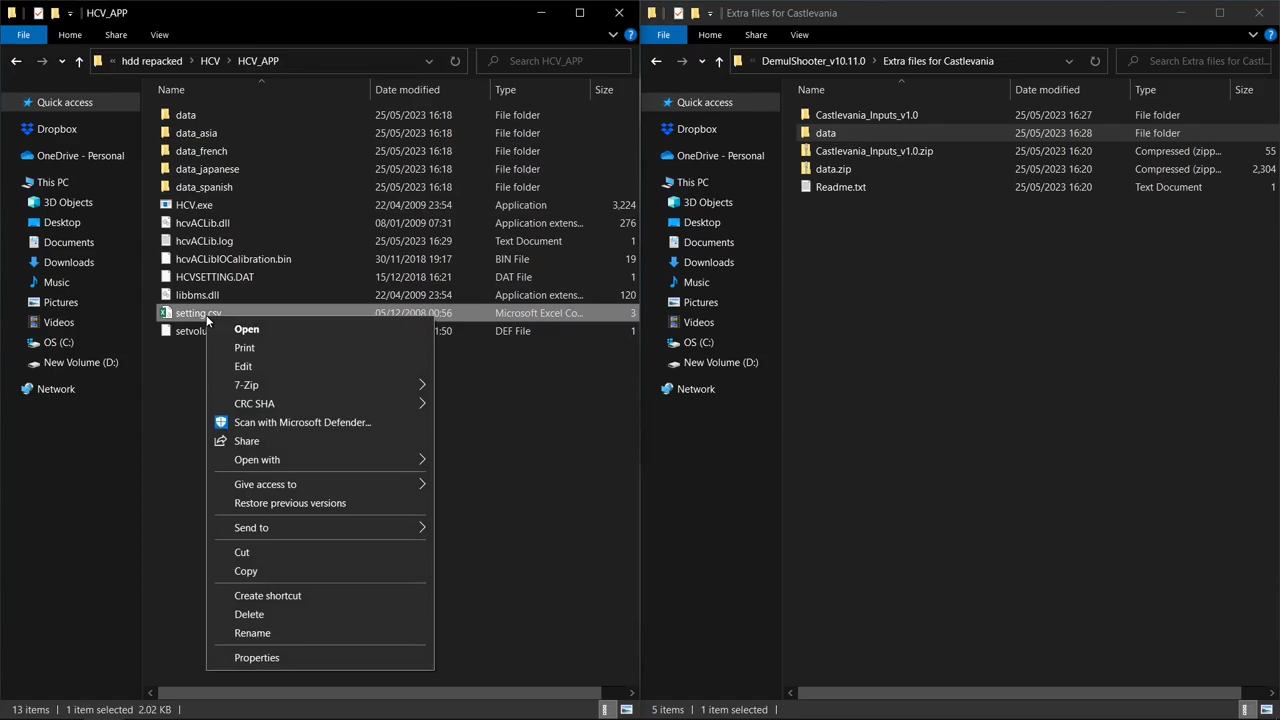 HCV_APP
File Home Share View
hdd repacked HCV HCV_APP
Search HCV_APP
Name Date modified Type Size
Quick access
Dropbox
OneDrive - Personal
This PC
3D Objects
Desktop
Documents
Downloads
Music
Pictures
Videos
OS (C:)
New Volume (D:)
Network
data 25/05/2023 16:18 File folder
data_asia 25/05/2023 16:18 File folder
data_french 25/05/2023 16:18 File folder
data_japanese 25/05/2023 16:18 File folder
data_spanish 25/05/2023 16:18 File folder
HCV.exe 22/04/2009 23:54 Application 3,224
hcvACLib.dll 08/01/2009 07:31 Application extens... 276
hcvACLib.log 25/05/2023 16:29 Text Document 1
hcvACLibIOCalibration.bin 30/11/2018 19:17 BIN File 19
HCVSETTING.DAT 15/12/2018 16:21 DAT File 1
libbms.dll 22/04/2009 23:54 Application extens... 120
setting.csv 05/12/2008 00:56 Microsoft Excel Co... 3
setvolu 1:50 DEF File 1
Open
Print
Edit
7-Zip
CRC SHA
Scan with Microsoft Defender...
Share
Open with
Give access to
Restore previous versions
Send to
Cut
Copy
Create shortcut
Delete
Rename
Properties
13 items 1 item selected 2.02 KB
Extra files for Castlevania
File Home Share View
DemulShooter_v10.11.0 Extra files for Castlevania
Search Extra files for Castl...
Name Date modified Type Size
Quick access
Dropbox
OneDrive - Personal
This PC
3D Objects
Desktop
Documents
Downloads
Music
Pictures
Videos
OS (C:)
New Volume (D:)
Network
Castlevania_Inputs_v1.0 25/05/2023 16:27 File folder
data 25/05/2023 16:28 File folder
Castlevania_Inputs_v1.0.zip 25/05/2023 16:20 Compressed (zipp... 55
data.zip 25/05/2023 16:20 Compressed (zipp... 2,304
Readme.txt 25/05/2023 16:20 Text Document 1
5 items 1 item selected